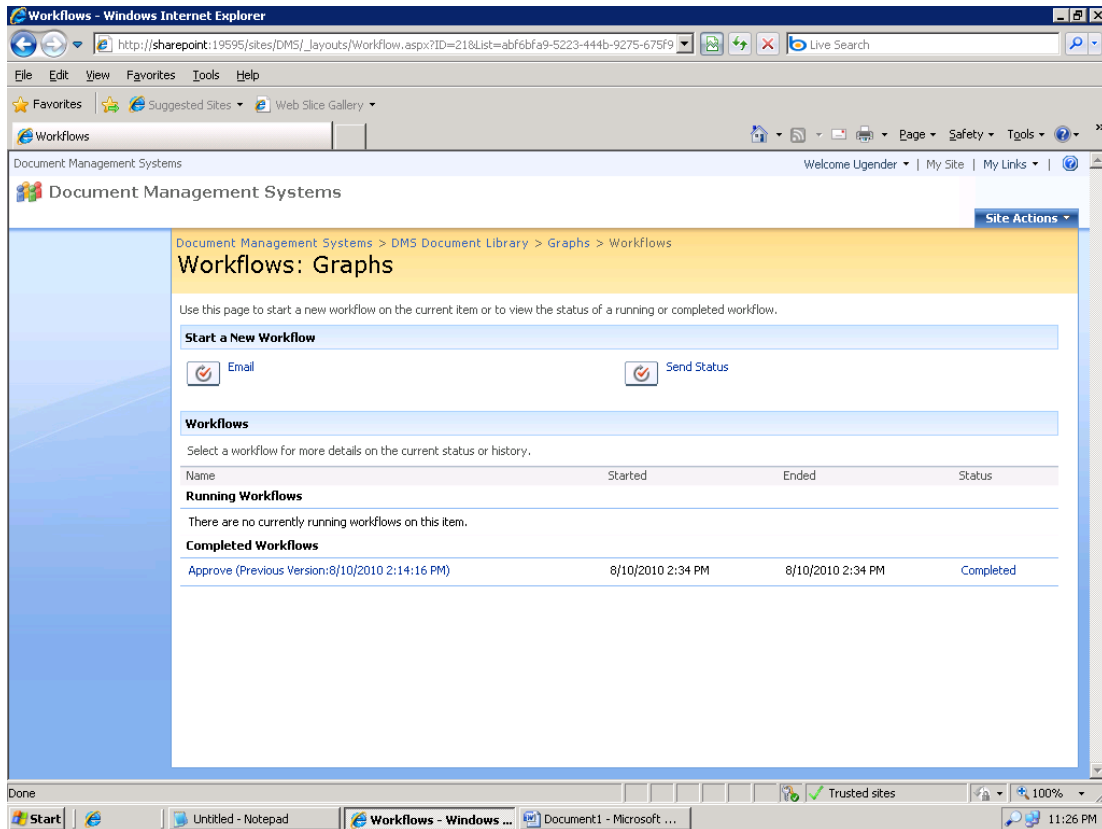 Workflows - Windows Internet Explorer
http://sharepoint:19595/sites/DMS/_layouts/Workflow.aspx?ID=21&List=abf6bfa9-5223-444b-9275-675f9
Live Search
File Edit View Favorites Tools Help
Favorites Suggested Sites Web Slice Gallery
Workflows Page Safety Tools
Document Management Systems Welcome Ugender | My Site | My Links |
Document Management Systems
Site Actions
Document Management Systems > DMS Document Library > Graphs > Workflows
Workflows: Graphs
Use this page to start a new workflow on the current item or to view the status of a running or completed workflow.
Start a New Workflow
Email Send Status
Workflows
Select a workflow for more details on the current status or history.
Name Started Ended Status
Running Workflows
There are no currently running workflows on this item.
Completed Workflows
Approve (Previous Version:8/10/2010 2:14:16 PM) 8/10/2010 2:34 PM 8/10/2010 2:34 PM Completed
Done Trusted sites 100%
Start Untitled - Notepad Workflows - Windows ... Document1 - Microsoft ... 11:26 PM